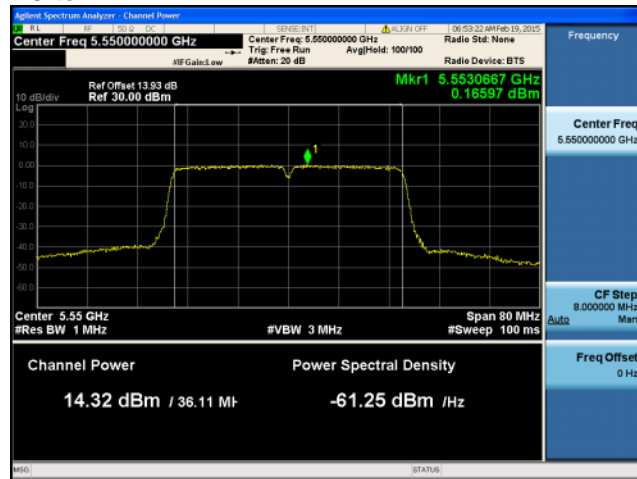 Agilent Spectrum Analyzer - Channel Power
RL RF 50 Ω DC SENSE:INT ALIGN OFF 06:53:22 AM Feb 19, 2015
Center Freq 5.550000000 GHz
Center Freq: 5.550000000 GHz
Radio Std: None
Trig: Free Run Avg|Hold: 100/100
#IFGain:Low #Atten: 20 dB Radio Device: BTS
Ref Offset 13.93 dB
10 dB/div Ref 30.00 dBm
Mkr1 5.5530667 GHz
0.16597 dBm
Log
20.0
10.0
1
0.00
-10.0
-20.0
-30.0
-40.0
-50.0
-60.0
Center 5.55 GHz Span 80 MHz
#Res BW 1 MHz #VBW 3 MHz #Sweep 100 ms
Channel Power Power Spectral Density
14.32 dBm / 36.11 MH -61.25 dBm /Hz
MSG STATUS
Frequency
Center Freq
5.550000000 GHz
CF Step
8.000000 MHz
Auto Man
Freq Offset
0 Hz